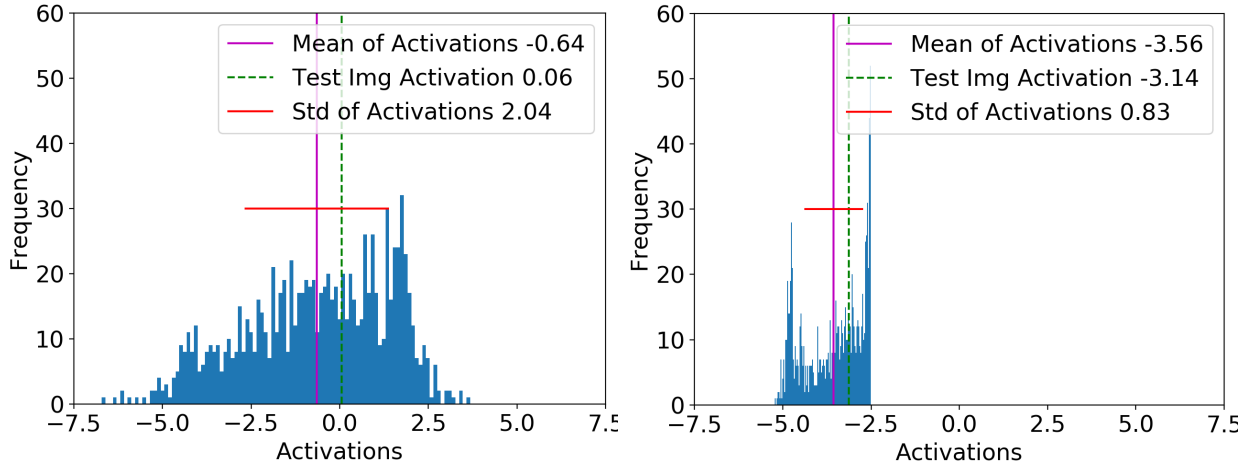 60
50
40
30
20
10
0
Frequency
Mean of Activations -0.64
Test Img Activation 0.06
Std of Activations 2.04
−7.5 −5.0 −2.5 0.0 2.5 5.0 7.5
Activations
60
50
40
30
20
10
0
Frequency
Mean of Activations -3.56
Test Img Activation -3.14
Std of Activations 0.83
−7.5 −5.0 −2.5 0.0 2.5 5.0 7.5
Activations